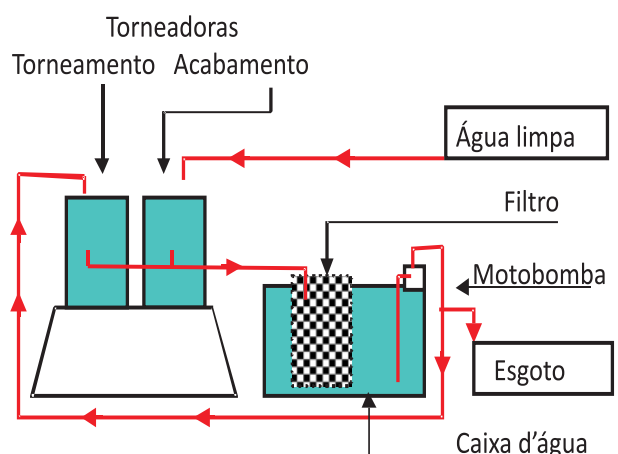 Torneadoras
Torneamento Acabamento
Água limpa
Filtro
Motobomba
Esgoto
Caixa d’água